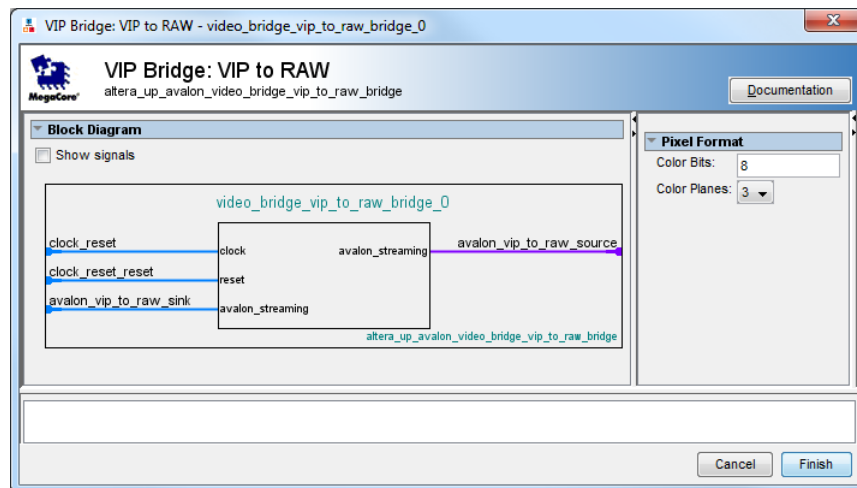 VIP Bridge: VIP to RAW - video_bridge_vip_to_raw_bridge_0
VIP Bridge: VIP to RAW
altera_up_avalon_video_bridge_vip_to_raw_bridge
MegaCore®
Documentation
Block Diagram
Show signals
video_bridge_vip_to_raw_bridge_0
clock_reset
clock
avalon_streaming
avalon_vip_to_raw_source
clock_reset_reset
reset
avalon_vip_to_raw_sink
avalon_streaming
altera_up_avalon_video_bridge_vip_to_raw_bridge
Pixel Format
Color Bits: 8
Color Planes: 3
Cancel Finish